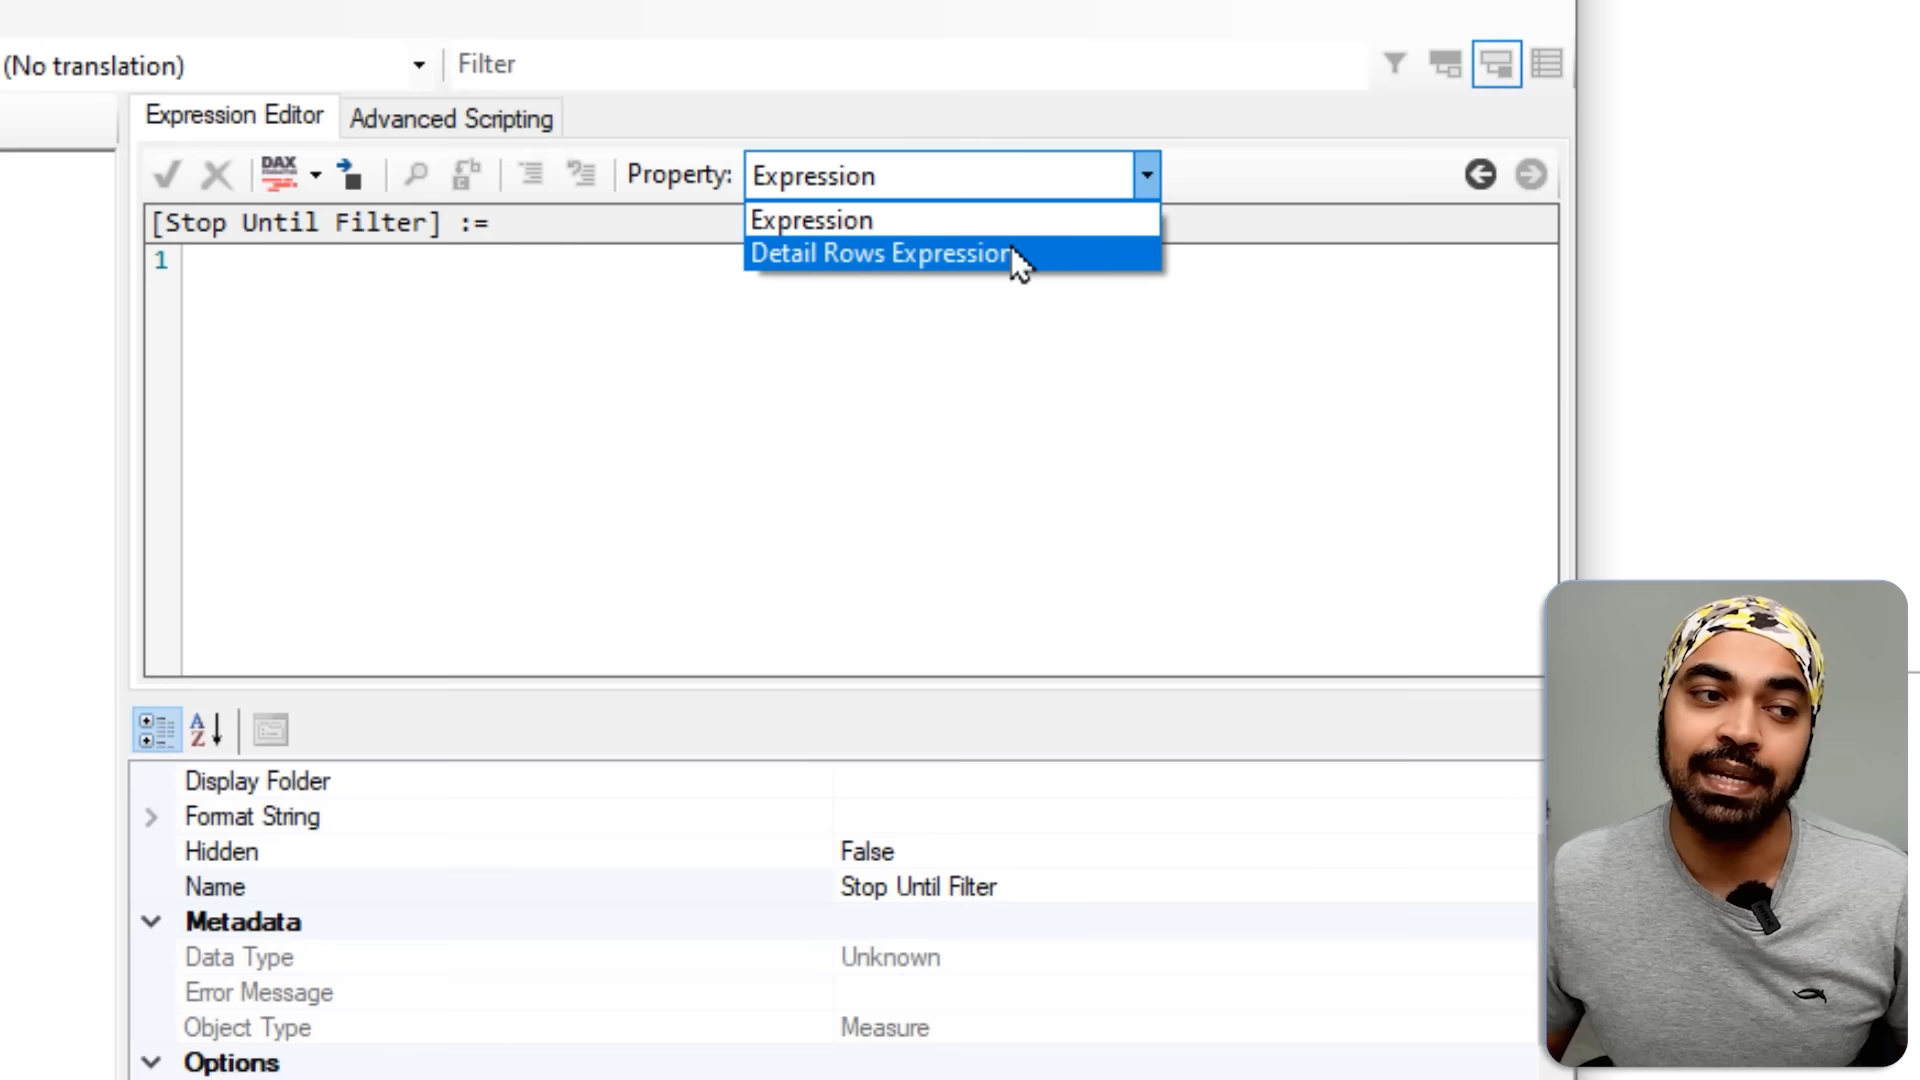 (No translation)
Filter
Expression Editor
Advanced Scripting
DAX
Property:
Expression
[Stop Until Filter] :=
Expression
Detail Rows Expression
1
Display Folder
Format String
Hidden
False
Name
Stop Until Filter
Metadata
Data Type
Unknown
Error Message
Object Type
Measure
Options